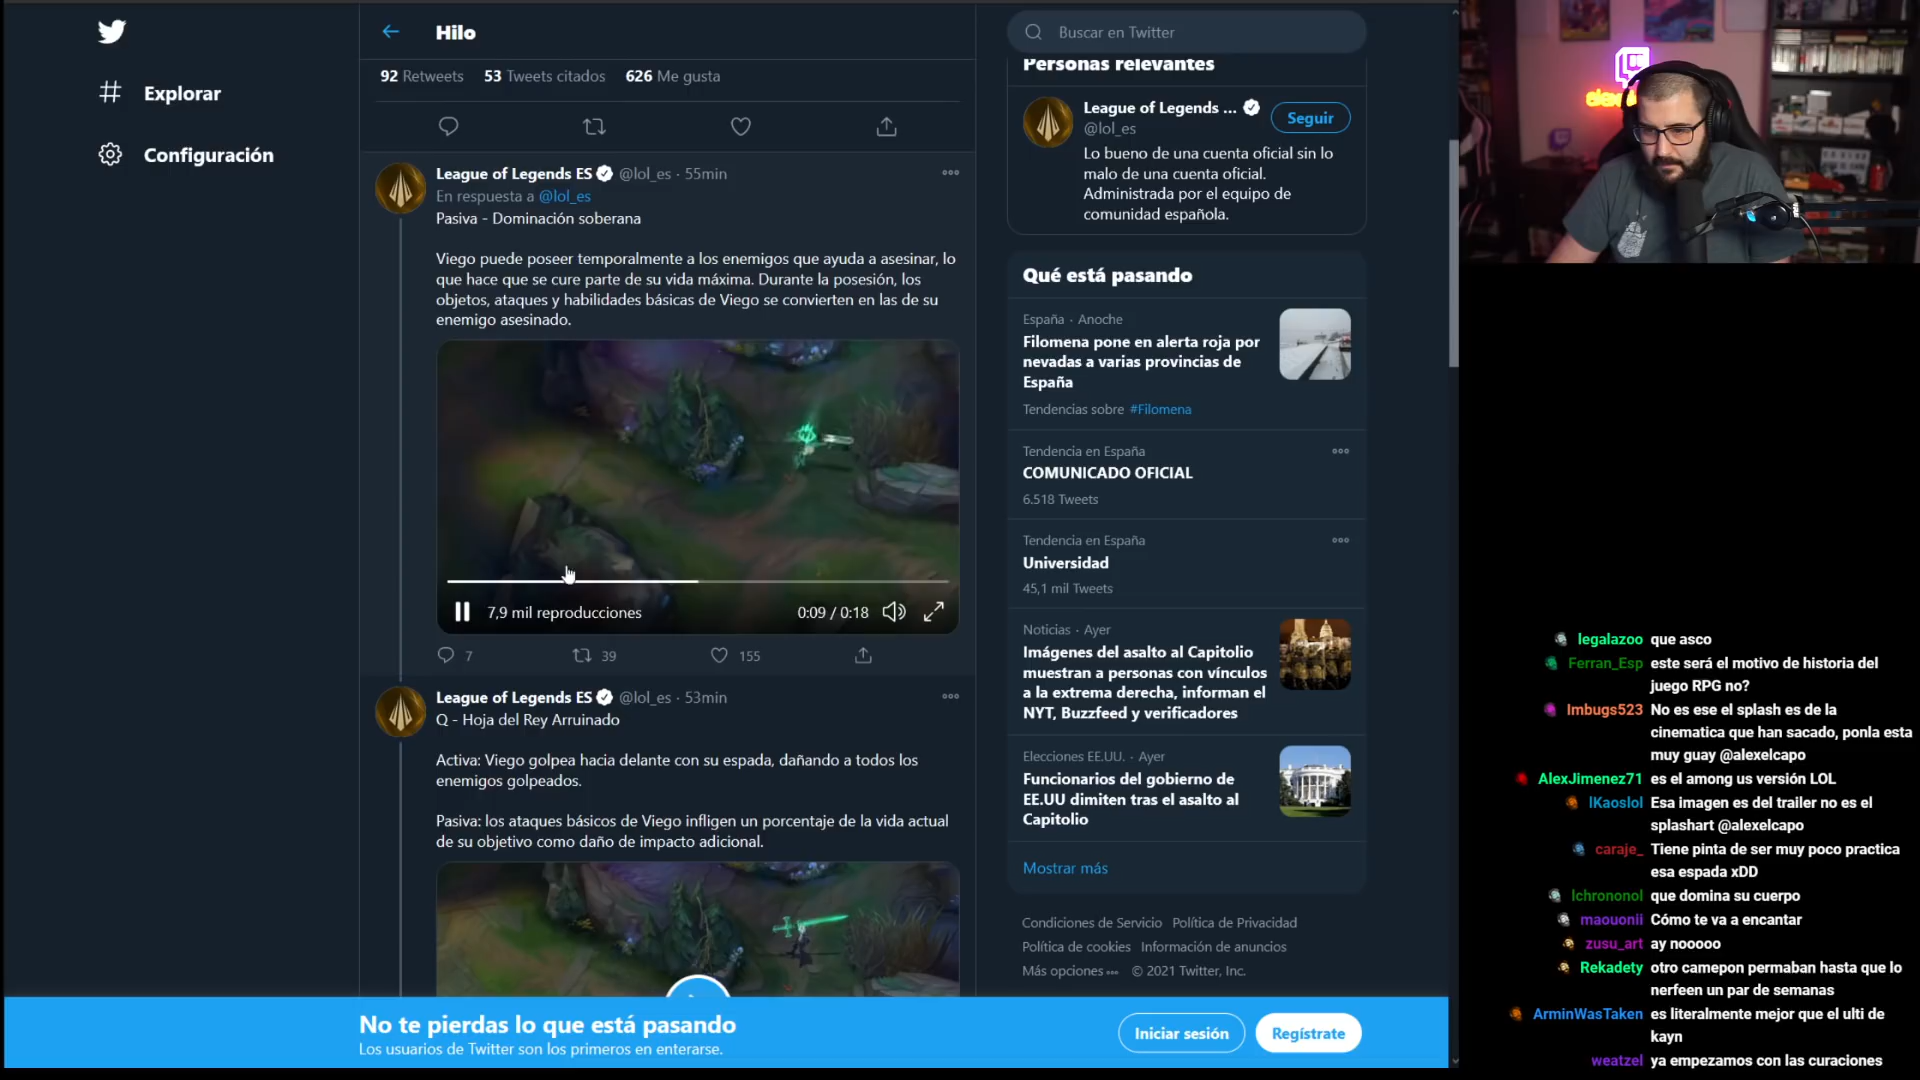 Explorar
Configuración
Hilo
92 Retweets 53 Tweets citados 626 Me gusta
League of Legends ES @lol_es · 55min
En respuesta a @lol_es
Pasiva - Dominación soberana
Viego puede poseer temporalmente a los enemigos que ayuda a asesinar, lo
que hace que se cure parte de su vida máxima. Durante la posesión, los
objetos, ataques y habilidades básicas de Viego se convierten en las de su
enemigo asesinado.
7,9 mil reproducciones
0:09 / 0:18
7
39
155
League of Legends ES @lol_es · 53min
Q - Hoja del Rey Arruinado
Activa: Viego golpea hacia delante con su espada, dañando a todos los
enemigos golpeados.
Pasiva: los ataques básicos de Viego infligen un porcentaje de la vida actual
de su objetivo como daño de impacto adicional.
Buscar en Twitter
Personas relevantes
League of Legends ...
@lol_es
Seguir
Lo bueno de una cuenta oficial sin lo
malo de una cuenta oficial.
Administrada por el equipo de
comunidad española.
Qué está pasando
España · Anoche
Filomena pone en alerta roja por
nevadas a varias provincias de
España
Tendencias sobre #Filomena
Tendencia en España
COMUNICADO OFICIAL
6.518 Tweets
Tendencia en España
Universidad
45,1 mil Tweets
Noticias · Ayer
Imágenes del asalto al Capitolio
muestran a personas con vínculos
a la extrema derecha, informan el
NYT, Buzzfeed y verificadores
Elecciones EE.UU. · Ayer
Funcionarios del gobierno de
EE.UU dimiten tras el asalto al
Capitolio
Mostrar más
Condiciones de Servicio Política de Privacidad
Política de cookies Información de anuncios
Más opciones ••• © 2021 Twitter, Inc.
No te pierdas lo que está pasando
Los usuarios de Twitter son los primeros en enterarse.
Iniciar sesión
Regístrate
legalazoo que asco
Ferran_Esp este será el motivo de historia del
juego RPG no?
Imbugs523 No es ese el splash es de la
cinematica que han sacado, ponla esta
muy guay @alexelcapo
AlexJimenez71 es el among us versión LOL
lKaoslol Esa imagen es del trailer no es el
splashart @alexelcapo
caraje_ Tiene pinta de ser muy poco practica
esa espada xDD
lchrononol que domina su cuerpo
maouonii Cómo te va a encantar
zusu_art ay nooooo
Rekadety otro camepon permaban hasta que lo
nerfeen un par de semanas
ArminWasTaken es literalmente mejor que el ulti de
kayn
weatzel ya empezamos con las curaciones